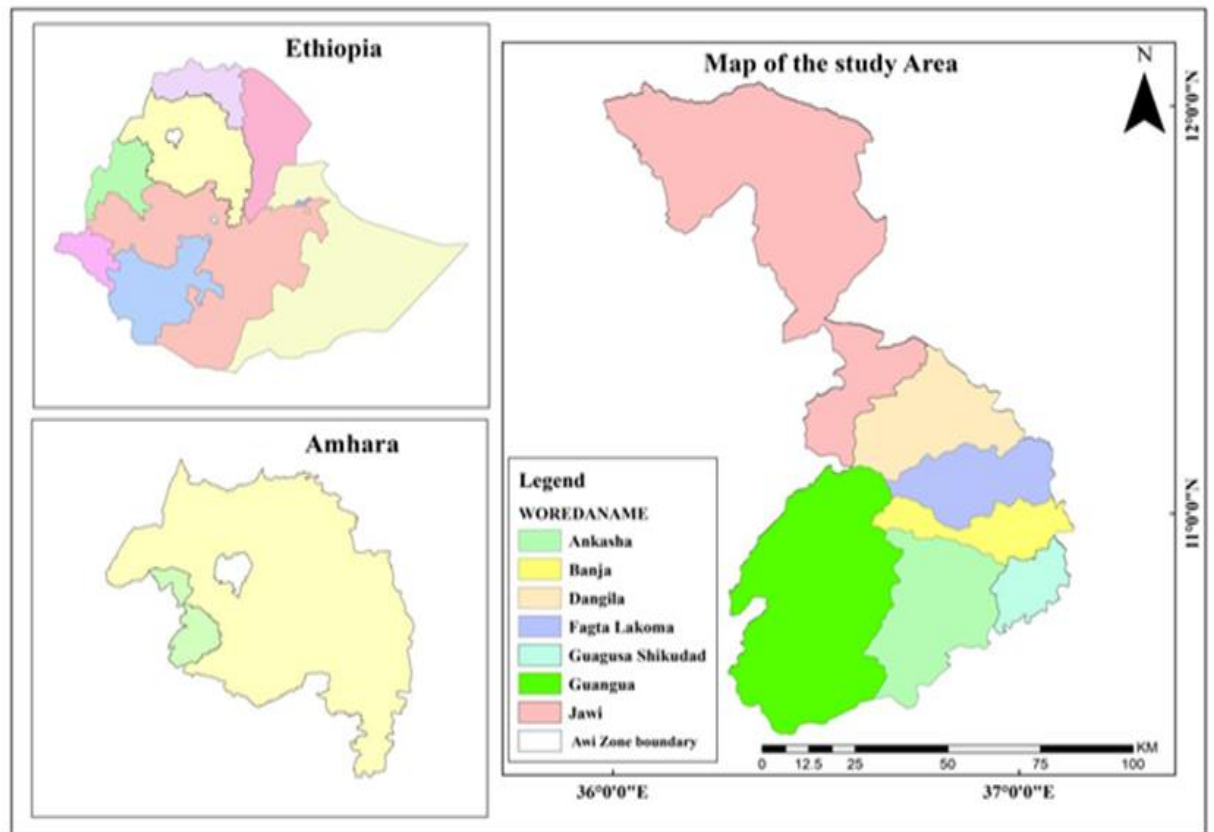 Ethiopia
Amhara
Map of the study Area
N
12°0'0"N
11°0'0"N
Legend
WOREDANAME
Ankasha
Banja
Dangila
Fagta Lakoma
Guagusa Shikudad
Guangua
Jawi
Awi Zone boundary
KM
0 12.5 25 50 75 100
36°0'0"E 37°0'0"E